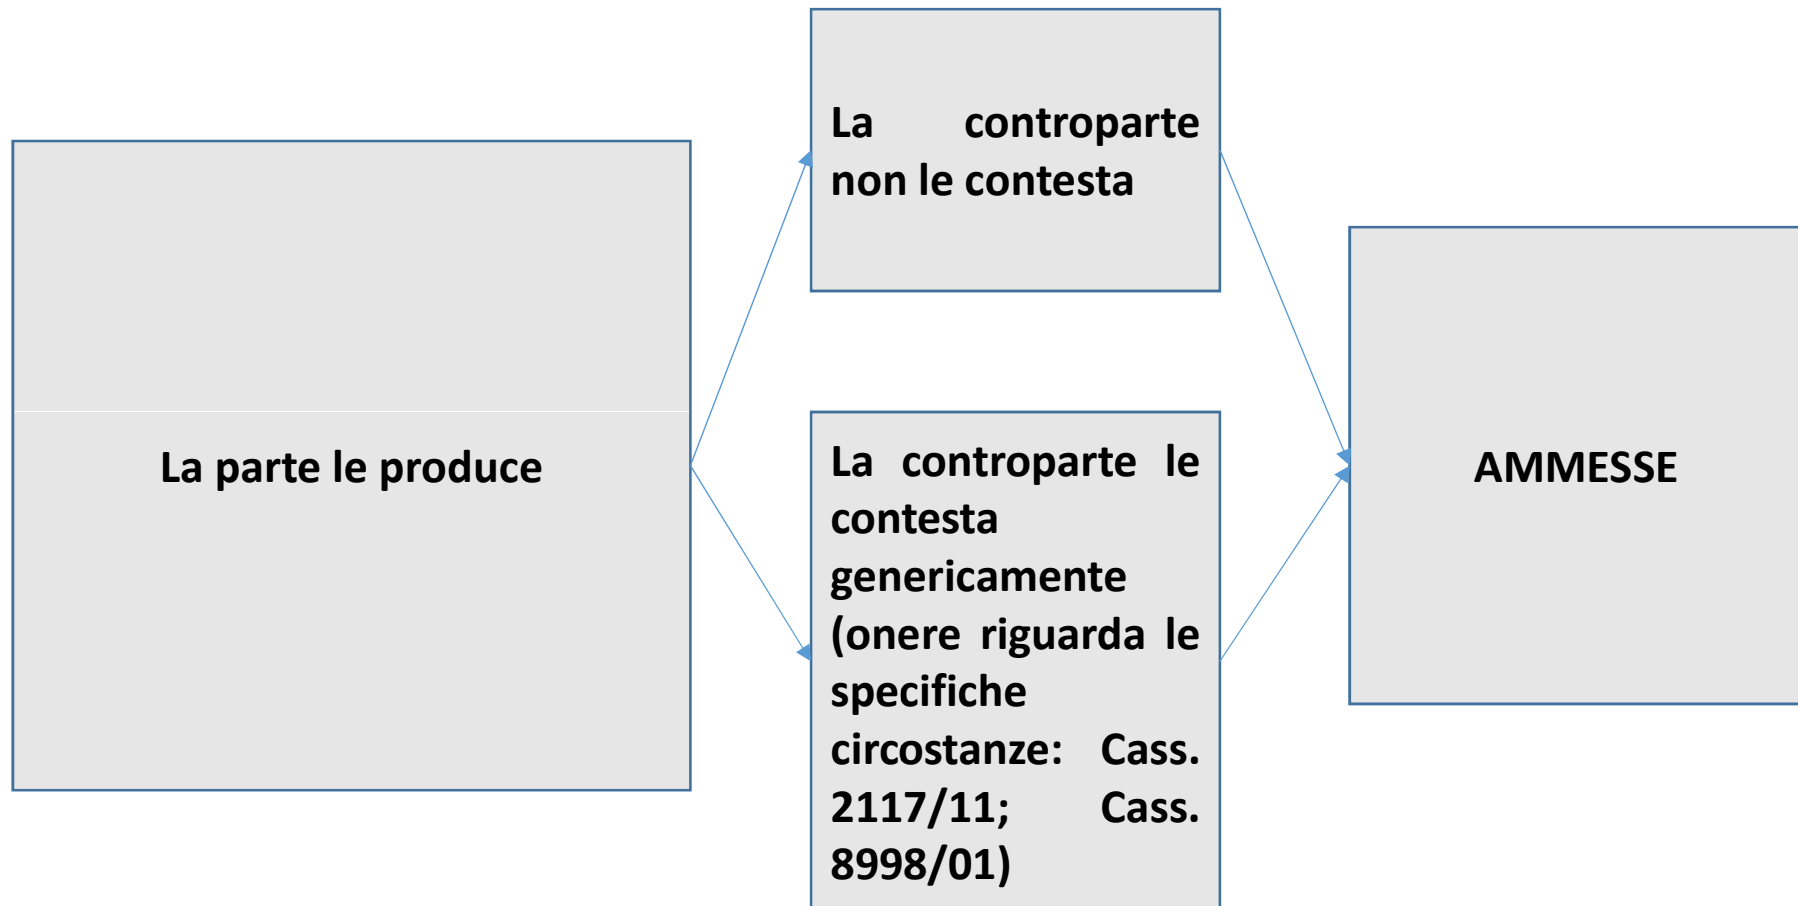 La parte le produce
La controparte
non le contesta
La controparte le
contesta
genericamente
(onere riguarda le
specifiche
circostanze: Cass.
2117/11; Cass.
8998/01)
AMMESSE